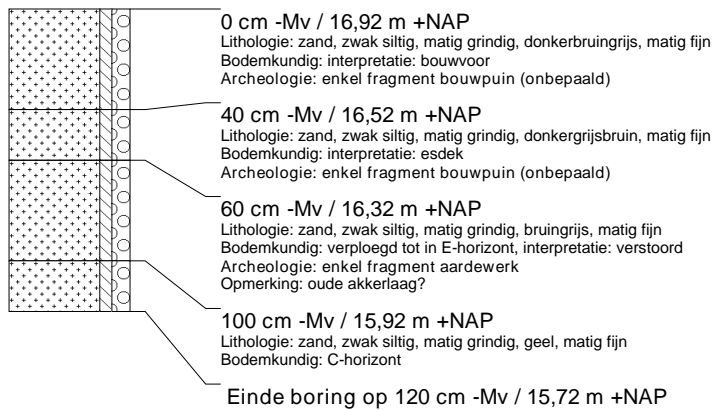 0 cm -Mv / 16,92 m +NAP
Lithologie: zand, zwak siltig, matig grindig, donkerbruingrijs, matig fijn
Bodemkundig: interpretatie: bouwvoor
Archeologie: enkel fragment bouwpuin (onbepaald)
40 cm -Mv / 16,52 m +NAP
Lithologie: zand, zwak siltig, matig grindig, donkergrijsbruin, matig fijn
Bodemkundig: interpretatie: esdek
Archeologie: enkel fragment bouwpuin (onbepaald)
60 cm -Mv / 16,32 m +NAP
Lithologie: zand, zwak siltig, matig grindig, bruingrijs, matig fijn
Bodemkundig: verploegd tot in E-horizont, interpretatie: verstoord
Archeologie: enkel fragment aardewerk
Opmerking: oude akkerlaag?
100 cm -Mv / 15,92 m +NAP
Lithologie: zand, zwak siltig, matig grindig, geel, matig fijn
Bodemkundig: C-horizont
Einde boring op 120 cm -Mv / 15,72 m +NAP